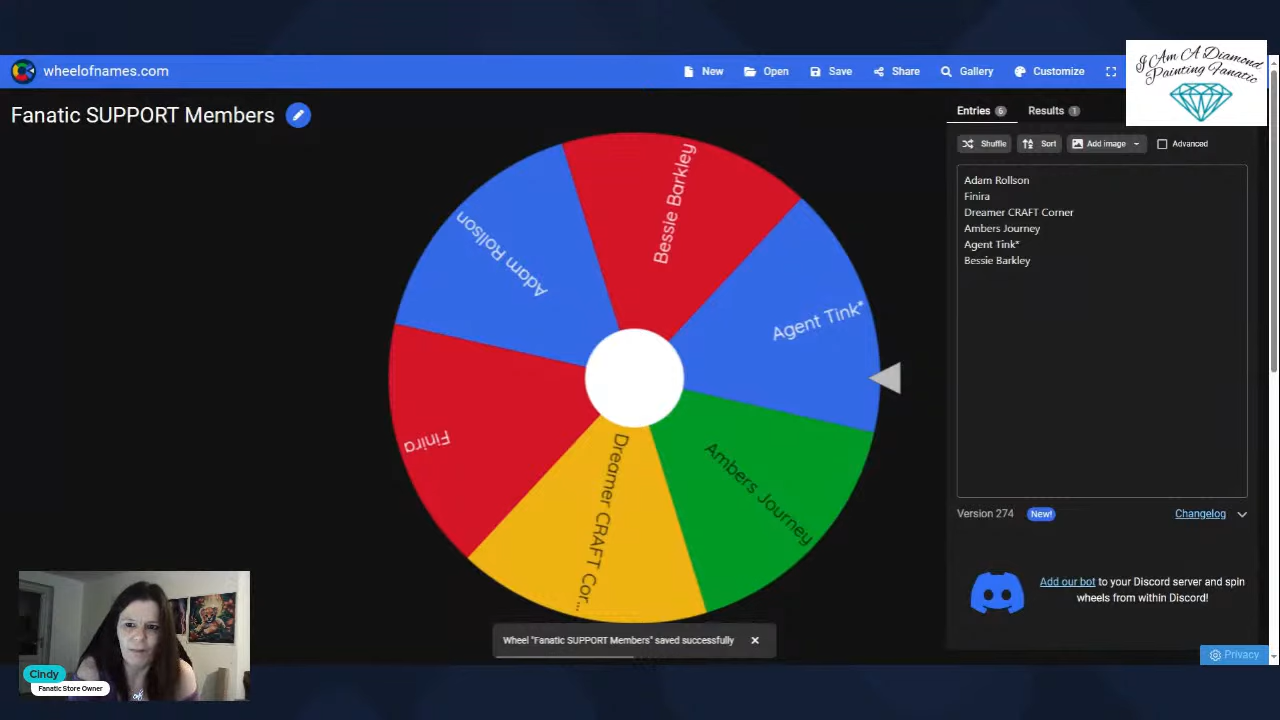 wheelofnames.com
New
Open
Save
Share
Gallery
Customize
I Am A Diamond
Painting Fanatic
Fanatic SUPPORT Members
Entries 6
Results 1
Shuffle
Sort
Add image
Advanced
Adam Rollson
Finira
Dreamer CRAFT Corner
Ambers Journey
Agent Tink*
Bessie Barkley
Bessie Barkley
Agent Tink*
Ambers Journey
Dreamer CRAFT Cor...
Finira
Adam Rollson
Version 274
New!
Changelog
Add our bot to your Discord server and spin
wheels from within Discord!
Wheel "Fanatic SUPPORT Members" saved successfully
Privacy
Cindy
Fanatic Store Owner